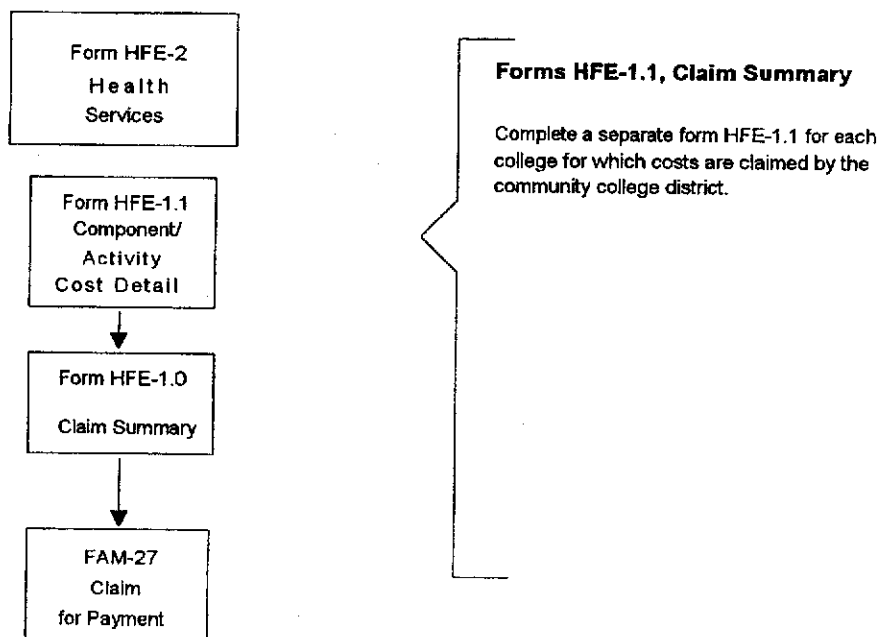 Form HFE-2
Health
Services
Form HFE-1.1
Component/
Activity
Cost Detail
Form HFE-1.0
Claim Summary
FAM-27
Claim
for Payment
Forms HFE-1.1, Claim Summary
Complete a separate form HFE-1.1 for each
college for which costs are claimed by the
community college district.